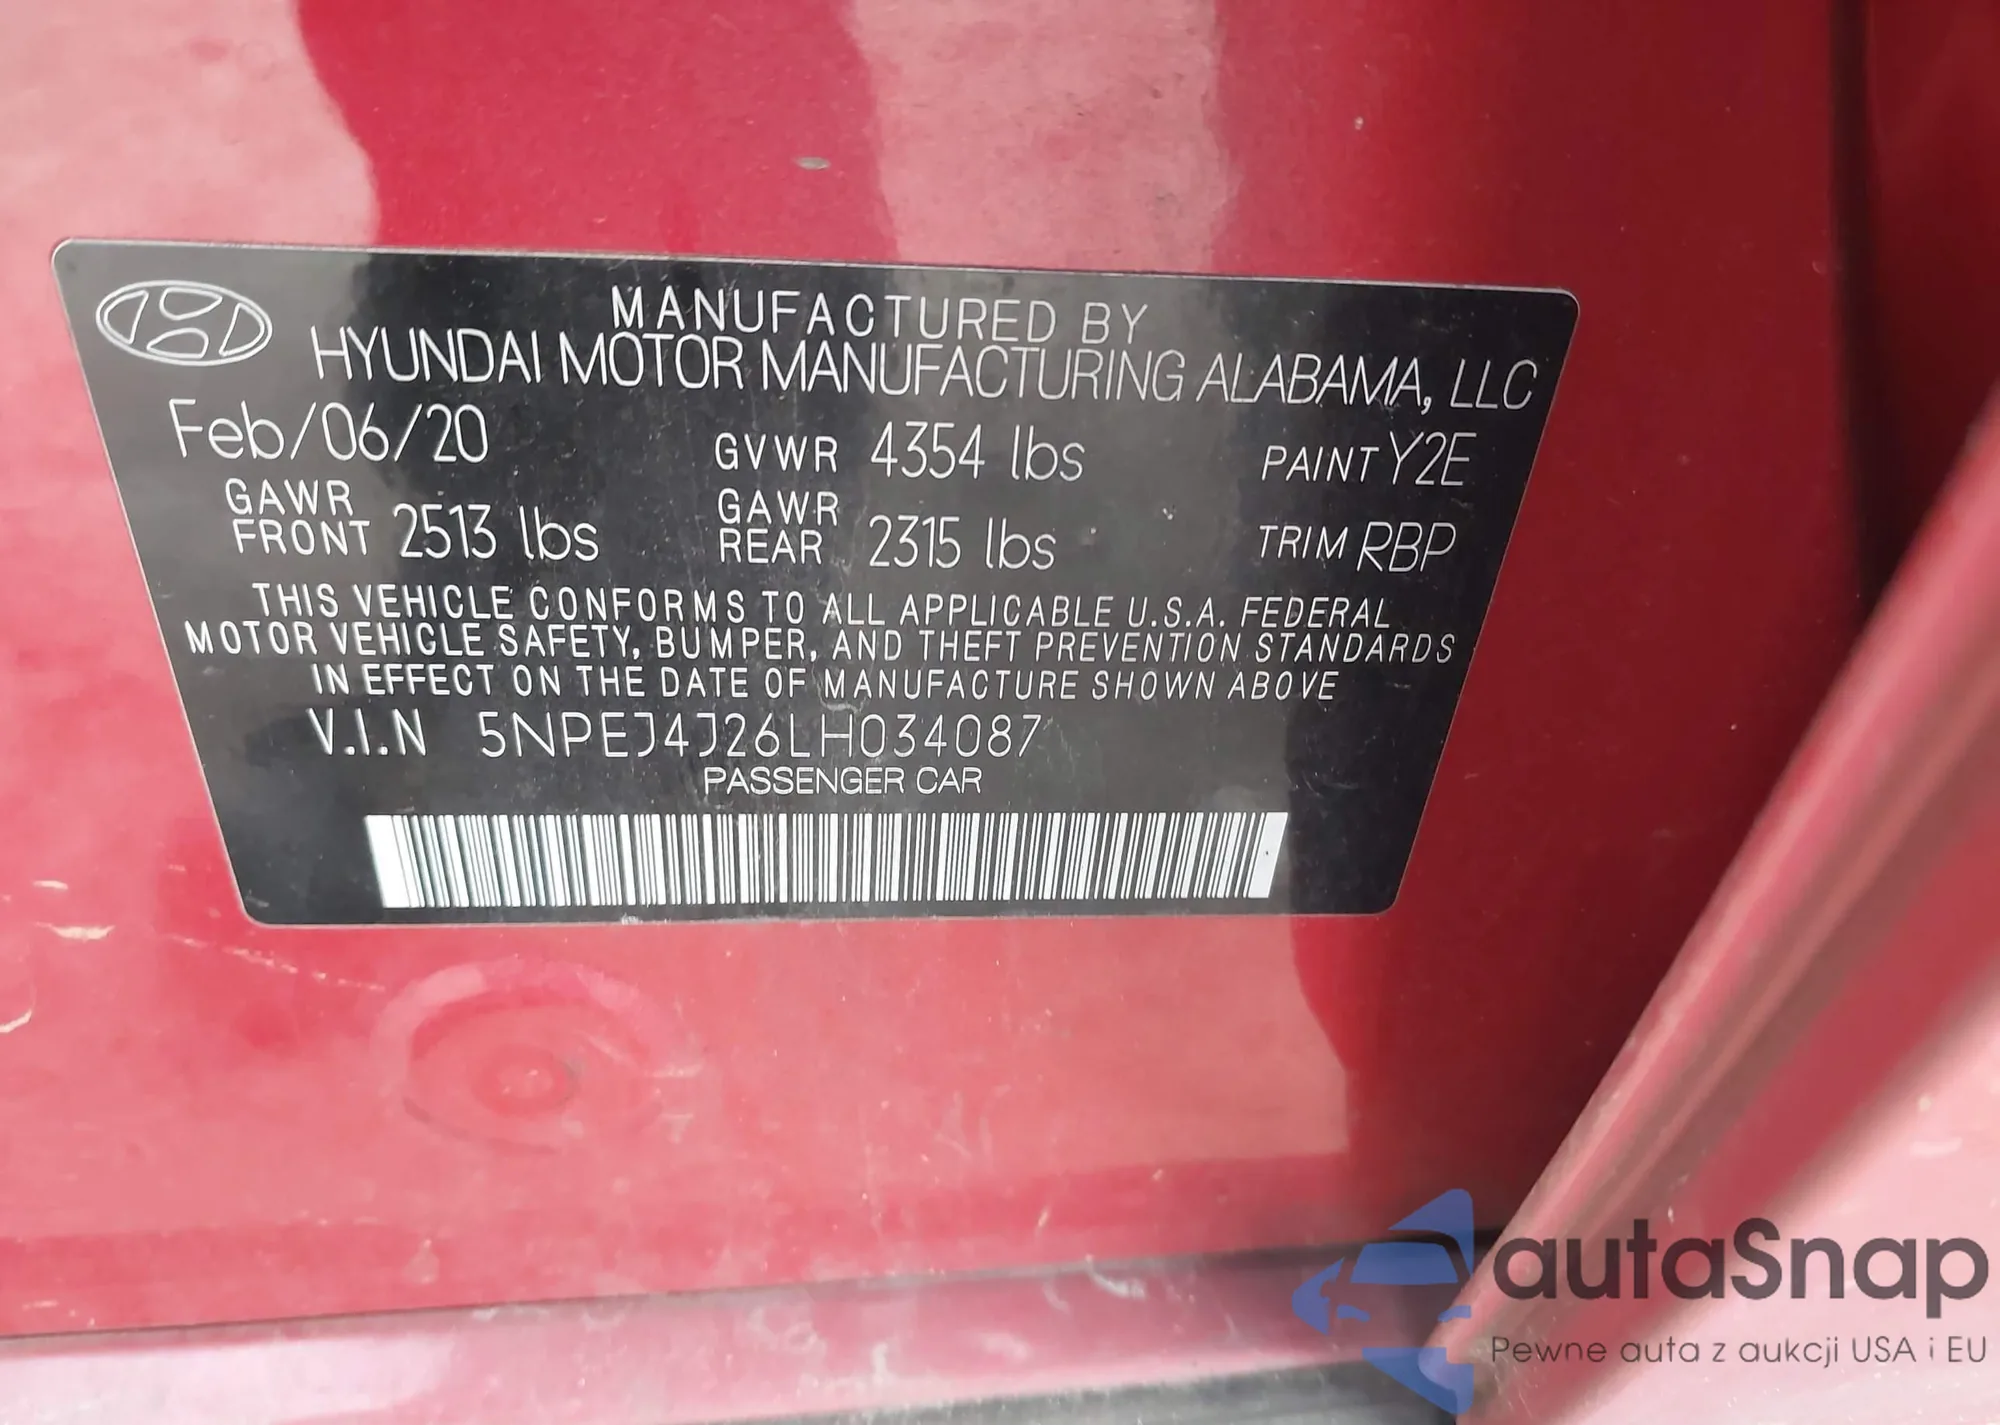 MANUFACTURED BY
HYUNDAI MOTOR MANUFACTURING ALABAMA, LLC
Feb/06/20 GVWR 4354 lbs PAINT Y2E
GAWR FRONT 2513 lbs GAWR REAR 2315 lbs TRIM RBP
THIS VEHICLE CONFORMS TO ALL APPLICABLE U.S.A. FEDERAL
MOTOR VEHICLE SAFETY, BUMPER, AND THEFT PREVENTION STANDARDS
IN EFFECT ON THE DATE OF MANUFACTURE SHOWN ABOVE
V.I.N 5NPEJ4J26LH034087
PASSENGER CAR
autaSnap
Pewne auta z aukcji USA i EU